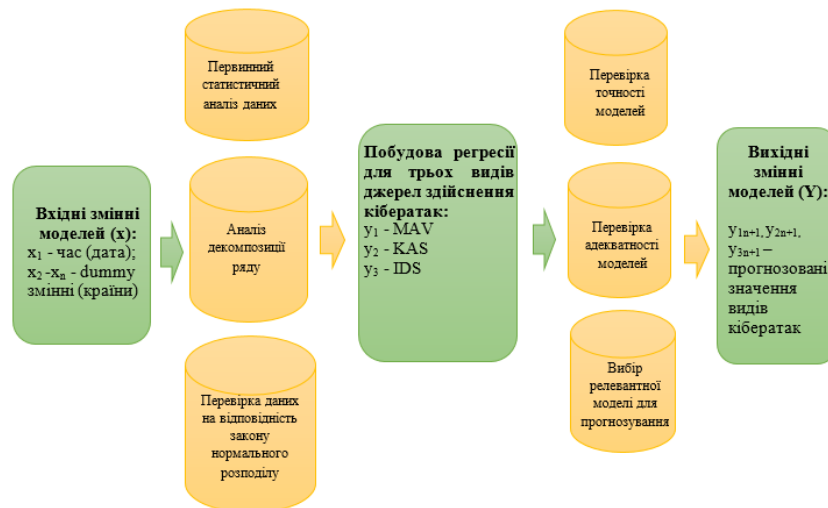 Вхідні змінні
моделей (х):
x₁ - час (дата);
x₂ -xₙ - dummy
змінні (країни)
Первинний
статистичний
аналіз даних
Аналіз
декомпозиції
ряду
Перевірка даних
на відповідність
закону
нормального
розподілу
Побудова регресії
для трьох видів
джерел здійснення
кібератак:
y₁ - MAV
y₂ - KAS
y₃ - IDS
Перевірка
точності
моделей
Перевірка
адекватності
моделей
Вибір
релевантної
моделі для
прогнозування
Вихідні
змінні
моделей (Y):
y₁ₙ₊₁, y₂ₙ₊₁,
y₃ₙ₊₁ –
прогнозовані
значення
видів
кібератак